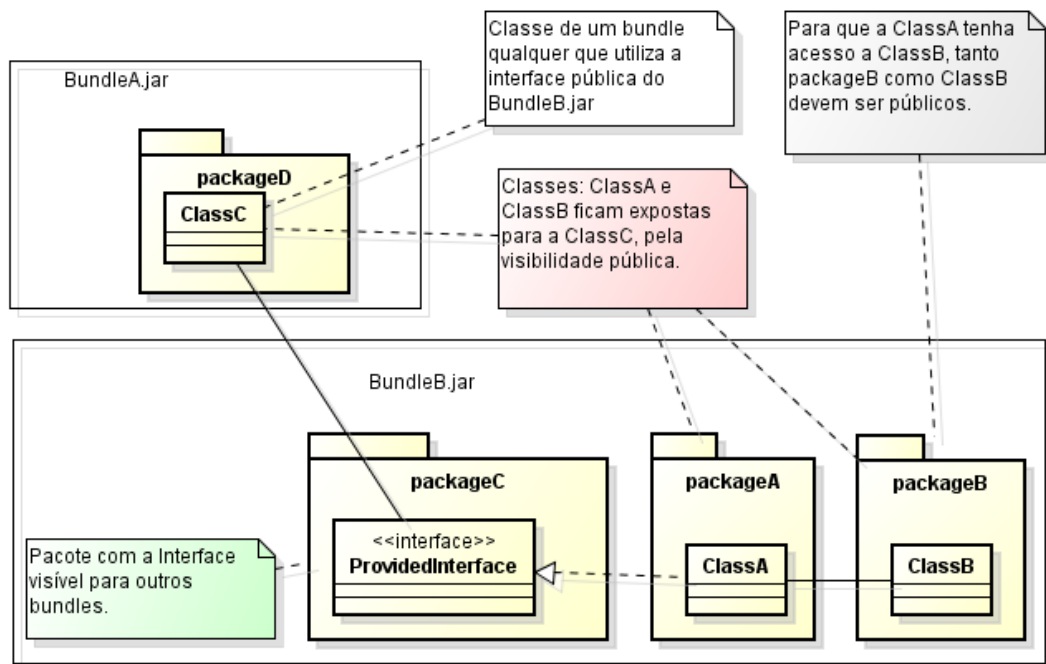 Classe de um bundle
qualquer que utiliza a
interface pública do
BundleB.jar
Para que a ClassA tenha
acesso a ClassB, tanto
packageB como ClassB
devem ser públicos.
BundleA.jar
packageD
ClassC
Classes: ClassA e
ClassB ficam expostas
para a ClassC, pela
visibilidade pública.
BundleB.jar
packageC
<<interface>>
ProvidedInterface
packageA
ClassA
packageB
ClassB
Pacote com a Interface
visível para outros
bundles.